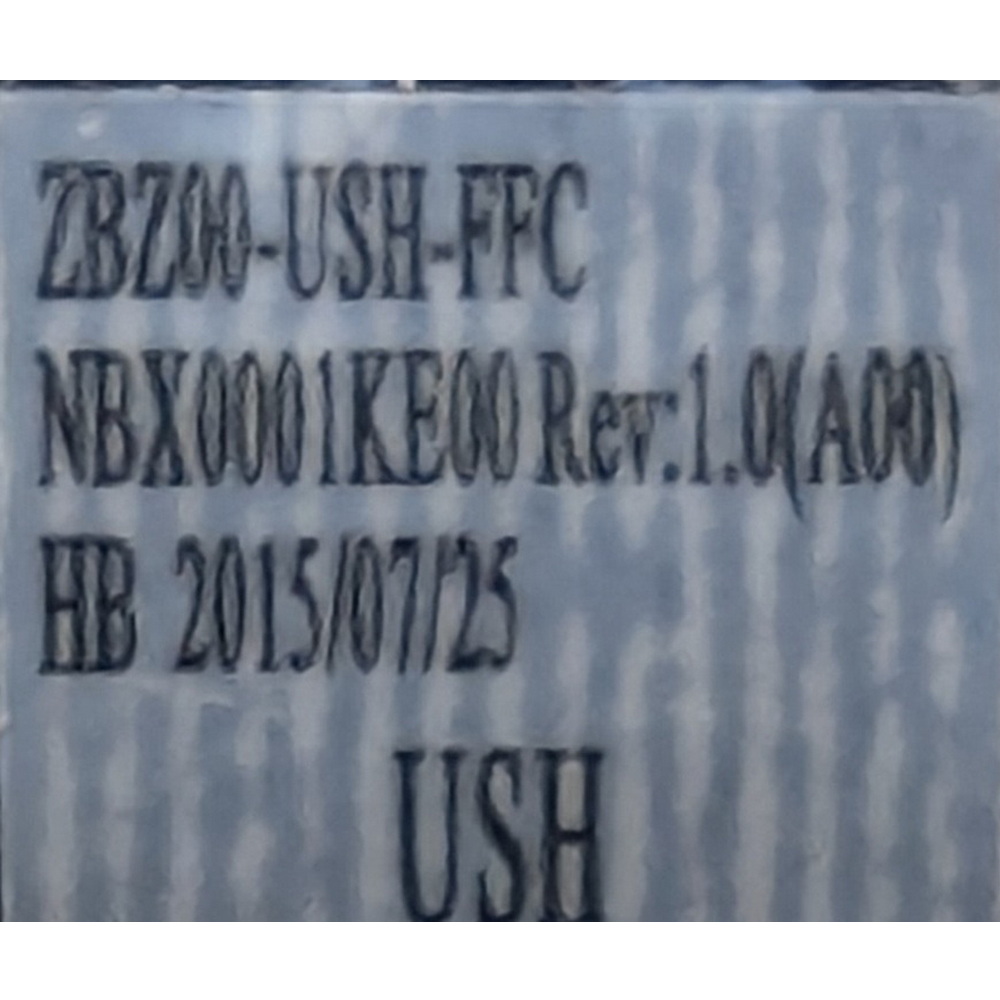 ZBZ00-USH-FFC
NBX0001KE00 Rev:1.0(A00)
HB 2015/07/25
USH